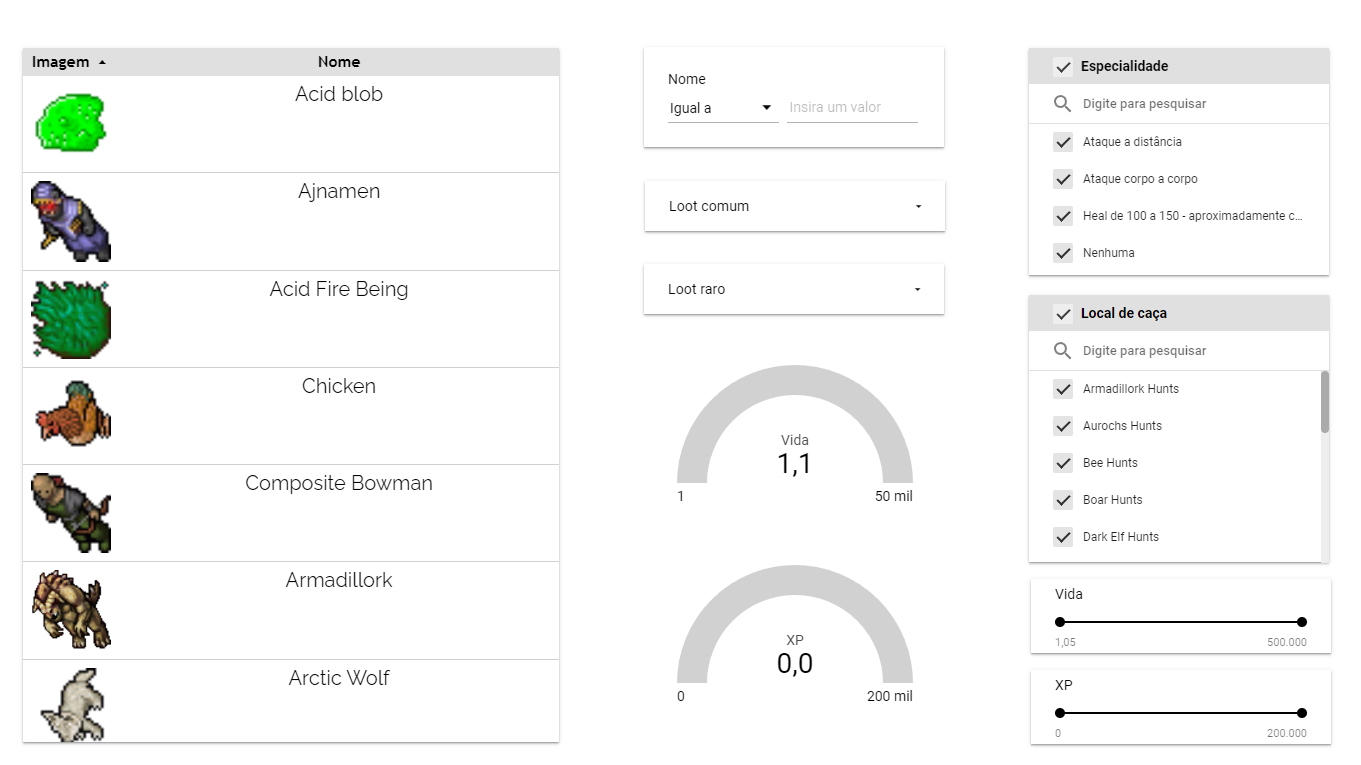 Imagem
Nome
Acid blob
Ajnamen
Acid Fire Being
Chicken
Composite Bowman
Armadillork
Arctic Wolf
Nome
Igual a
Insira um valor
Loot comum
Loot raro
Vida
1,1
1
50 mil
XP
0,0
0
200 mil
Especialidade
Digite para pesquisar
Ataque a distância
Ataque corpo a corpo
Heal de 100 a 150 - aproximadamente c...
Nenhuma
Local de caça
Digite para pesquisar
Armadillork Hunts
Aurochs Hunts
Bee Hunts
Boar Hunts
Dark Elf Hunts
Vida
1,05
500.000
XP
0
200.000